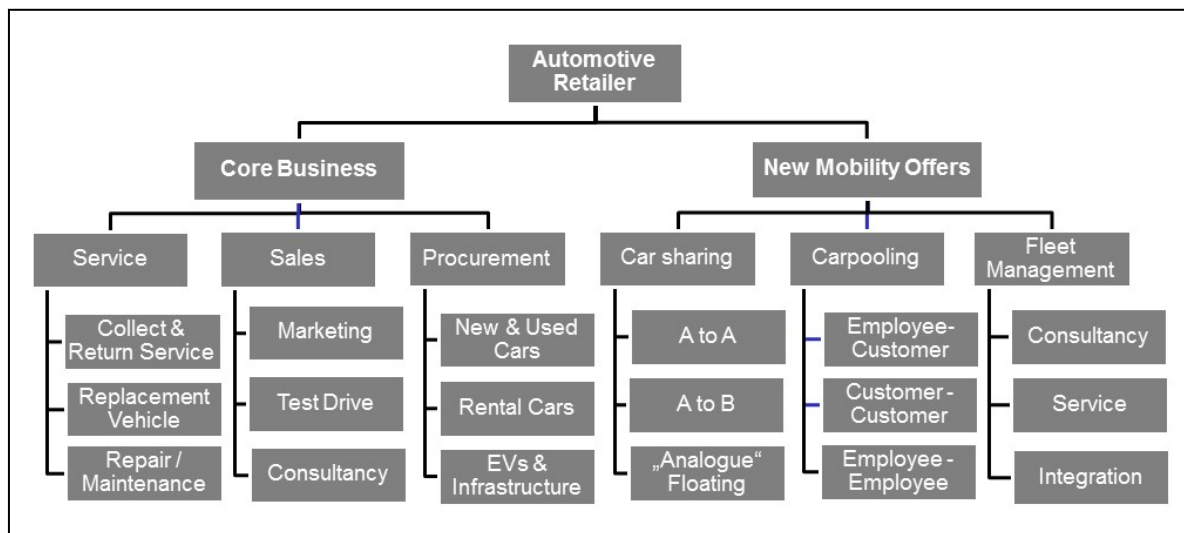 Automotive
Retailer
Core Business
New Mobility Offers
Service
Sales
Procurement
Car sharing
Carpooling
Fleet
Management
Collect &
Return Service
Marketing
New & Used
Cars
A to A
Employee-
Customer
Consultancy
Replacement
Vehicle
Test Drive
Rental Cars
A to B
Customer -
Customer
Service
Repair /
Maintenance
Consultancy
EVs &
Infrastructure
„Analogue“
Floating
Employee -
Employee
Integration